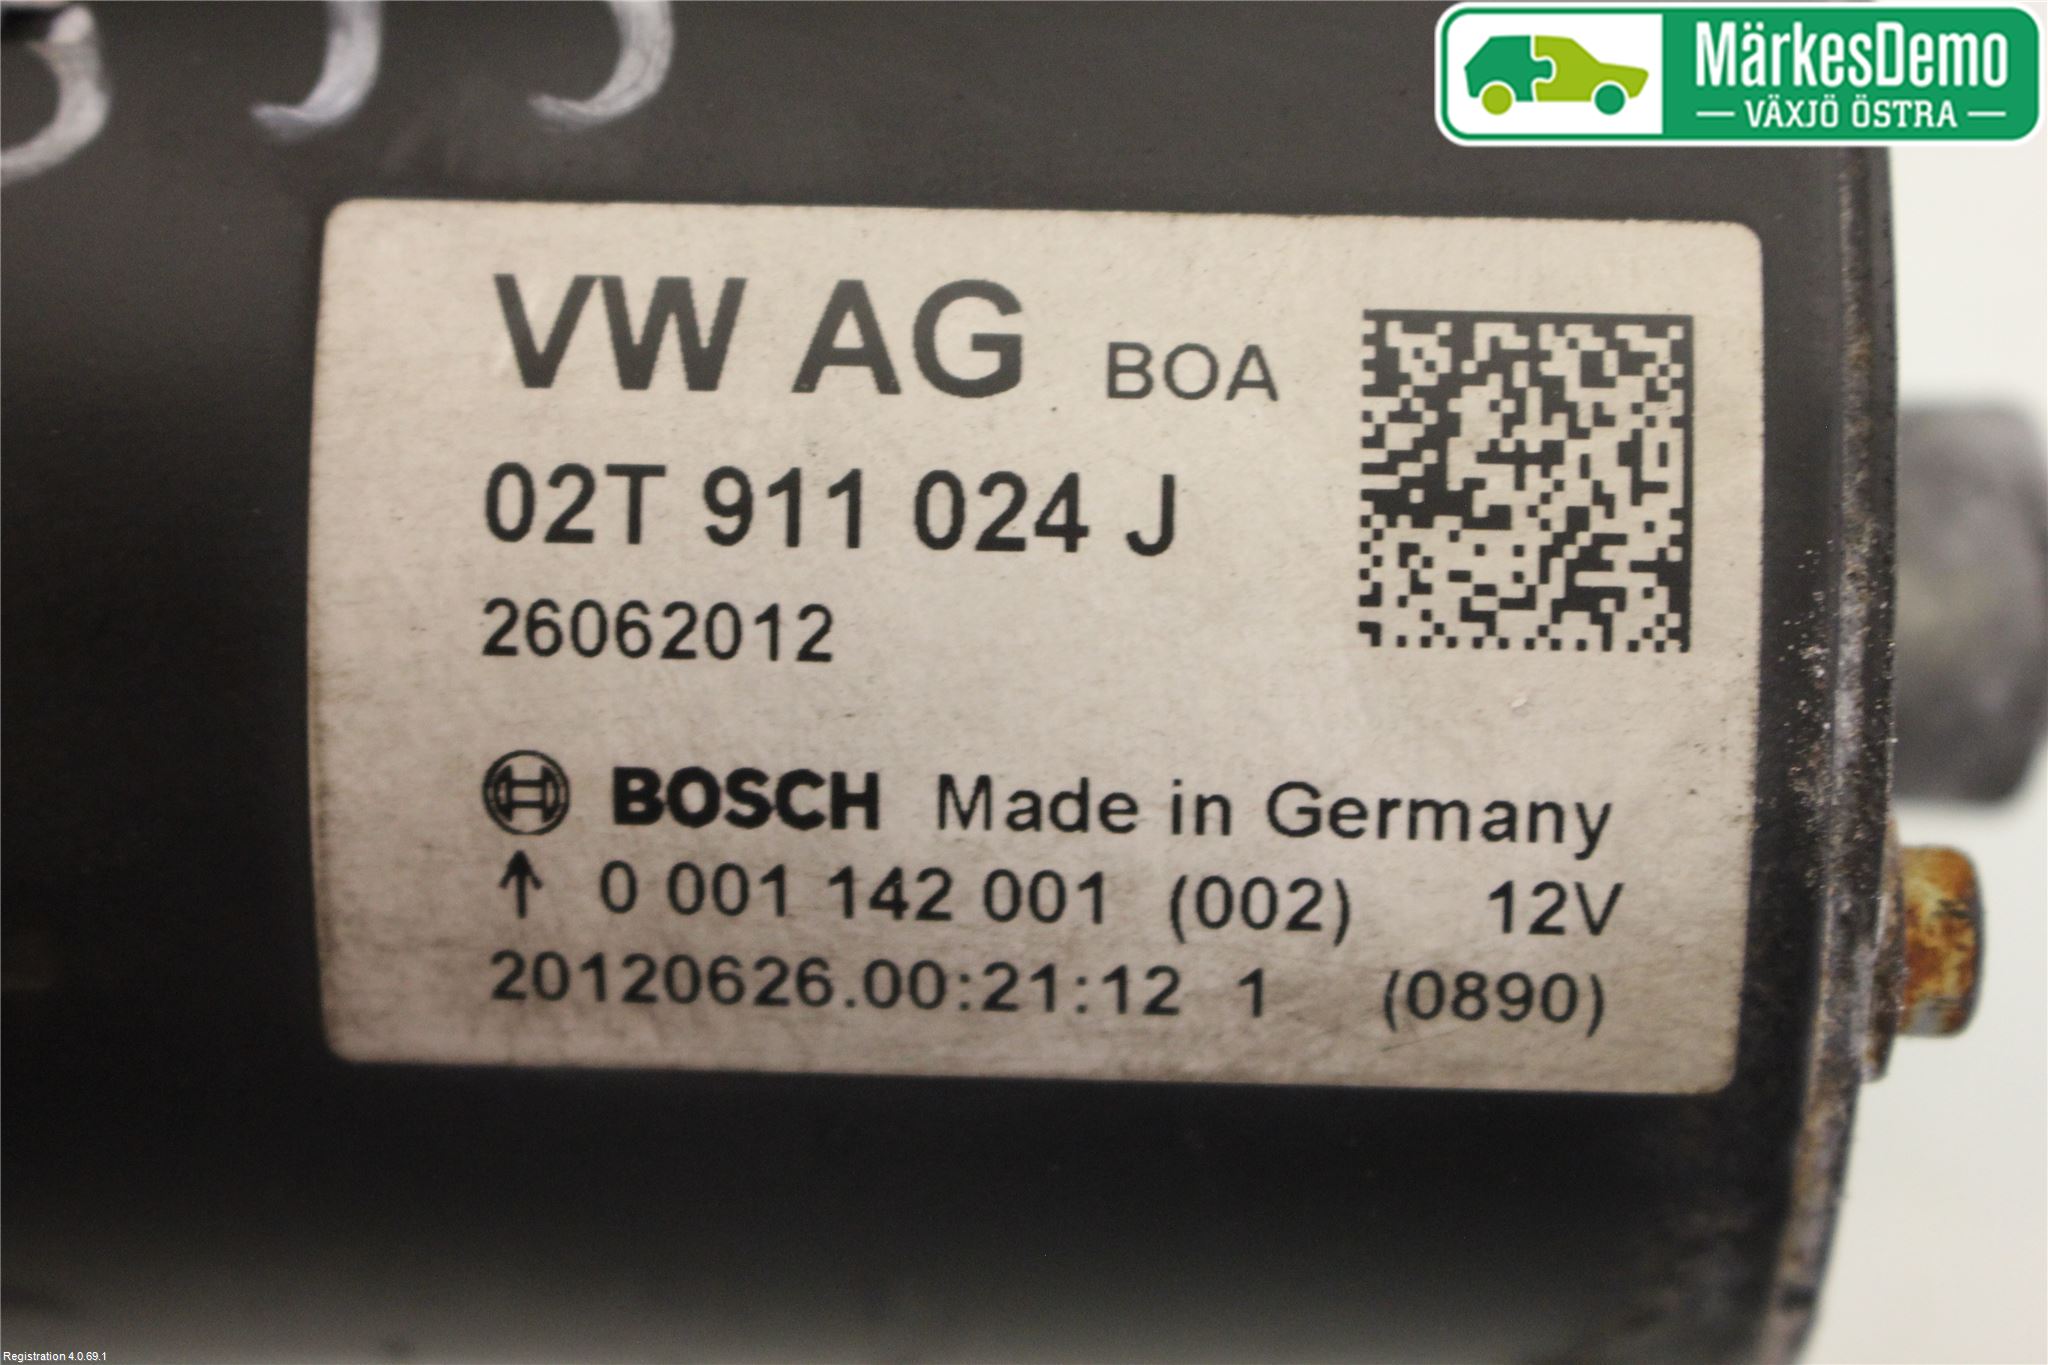 MärkesDemo
VÄXJÖ ÖSTRA
VW AG BOA
02T 911 024 J
26062012
BOSCH Made in Germany
↑ 0 001 142 001 (002) 12V
20120626.00:21:12 1 (0890)
Registration 4.0.69.1